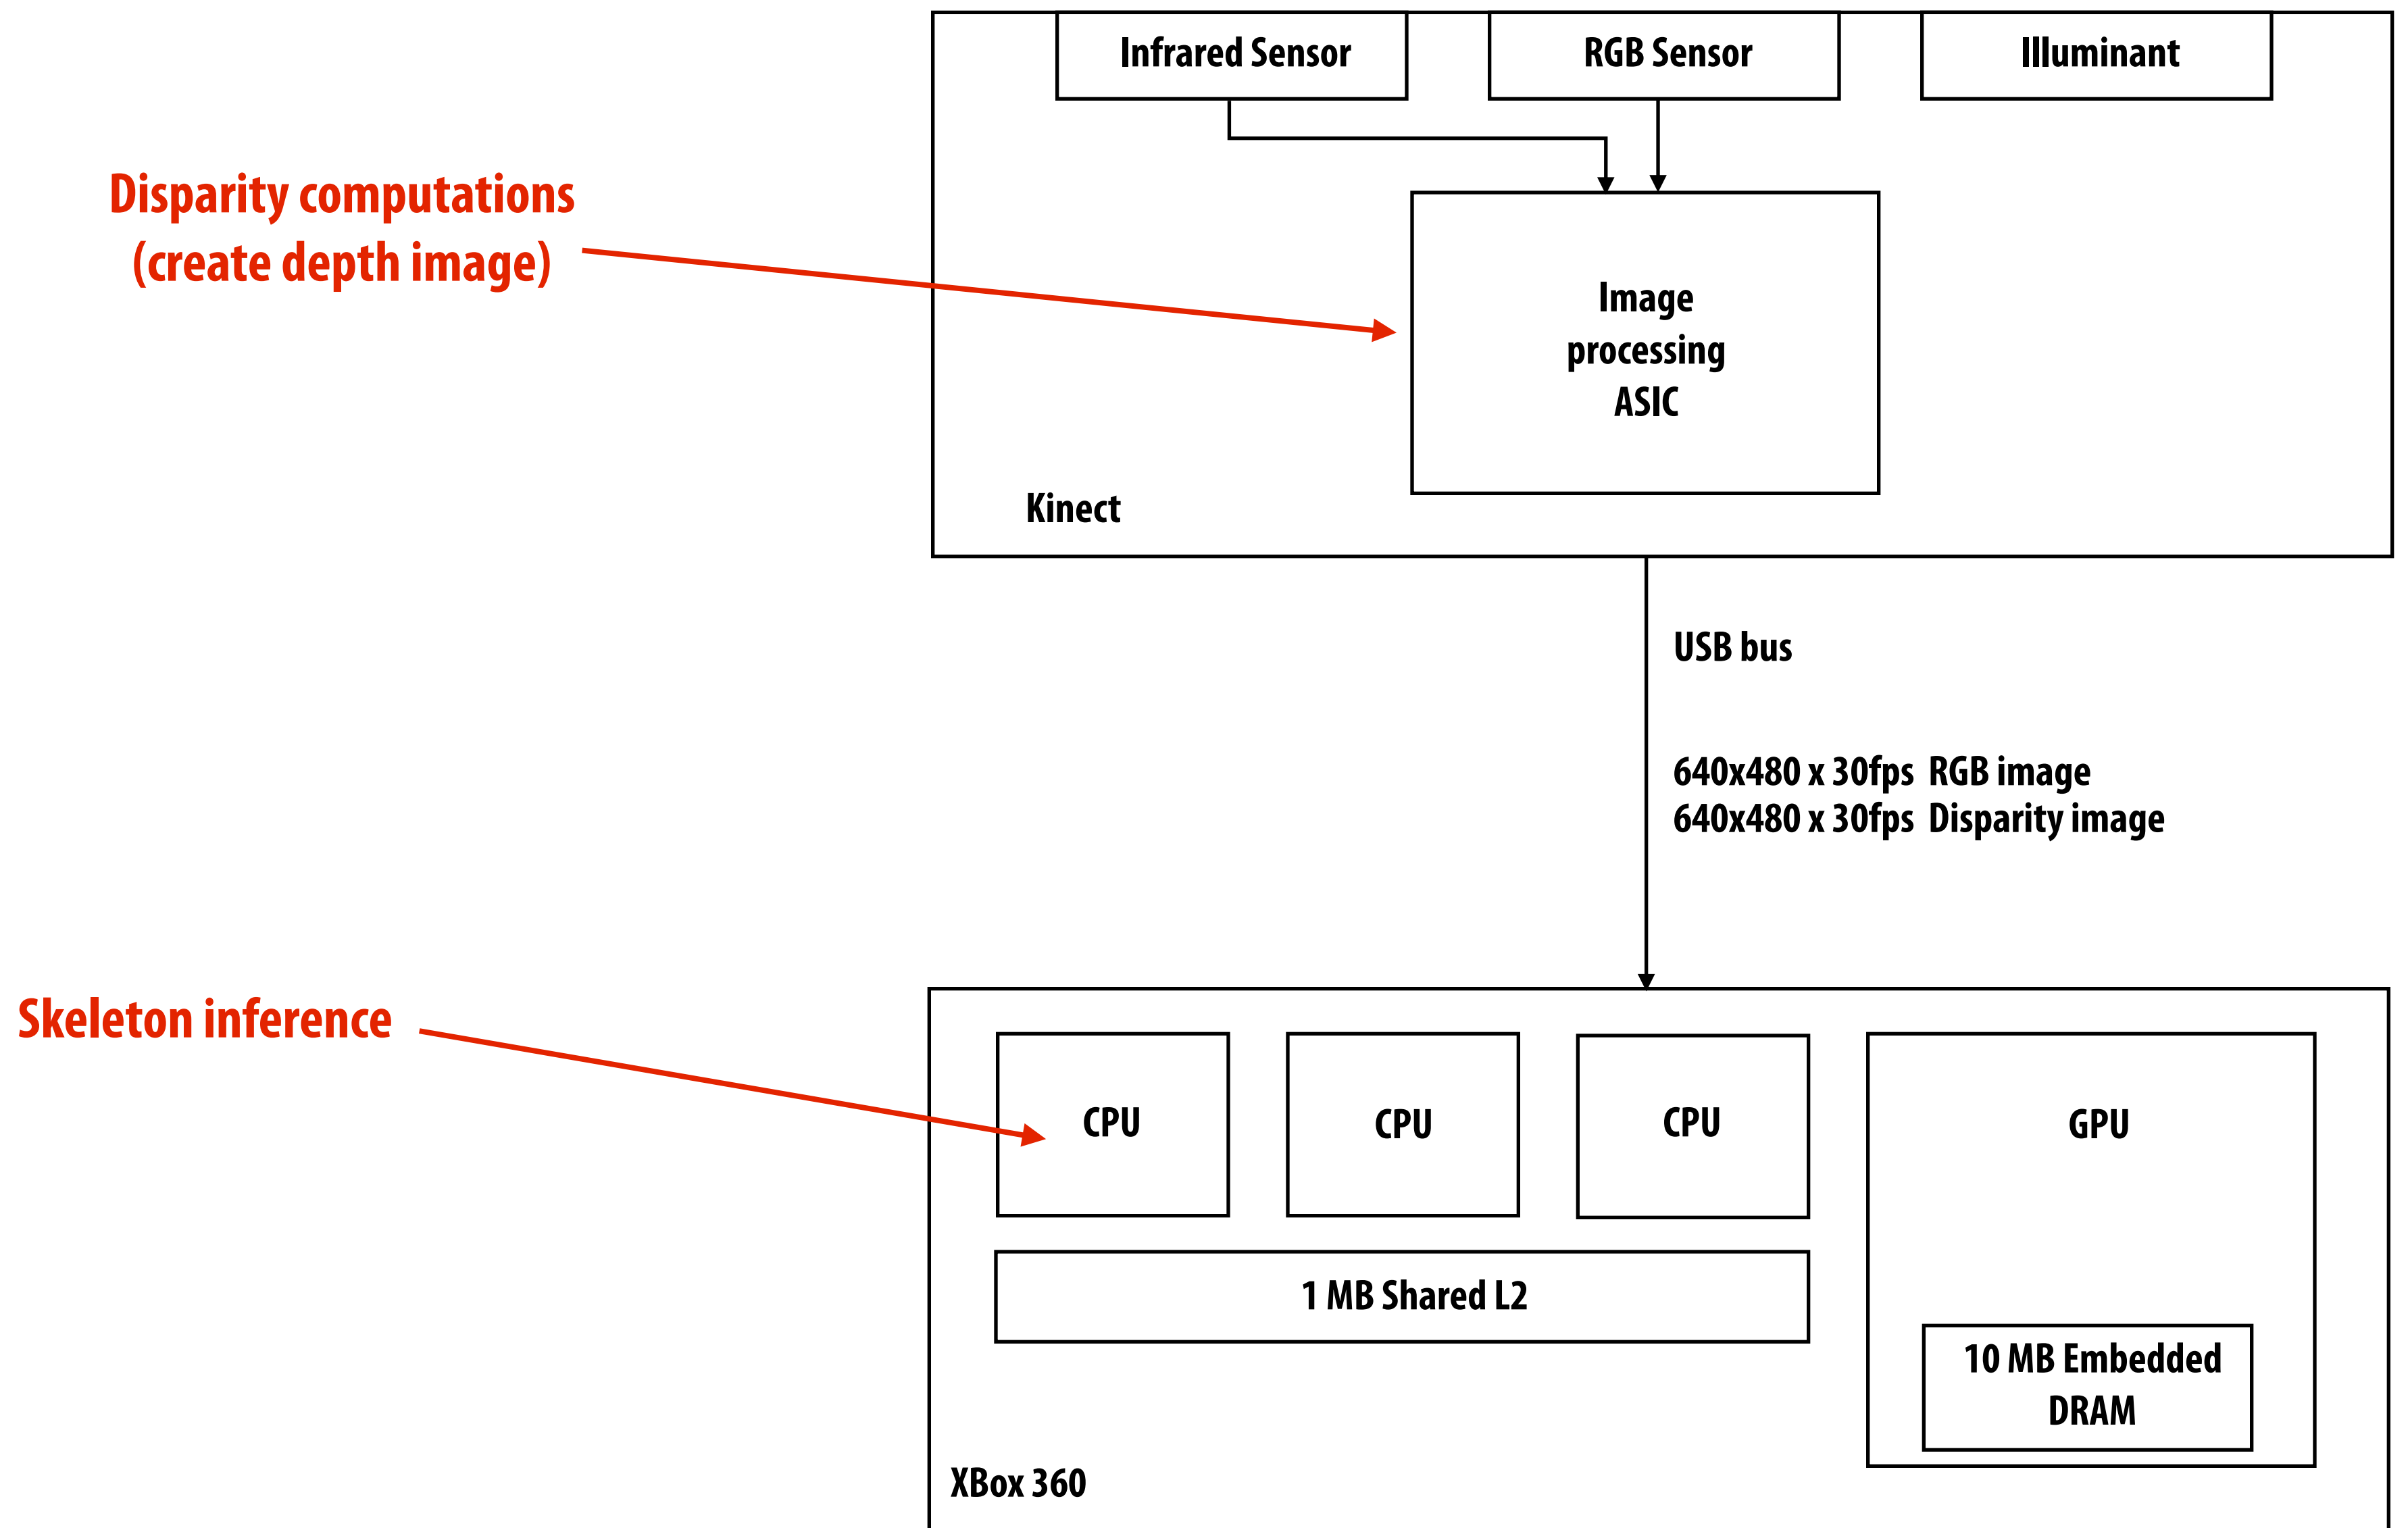 Infrared Sensor
RGB Sensor
Illuminant
Disparity computations
(create depth image)
Image
processing
ASIC
Kinect
USB bus
640x480 x 30fps RGB image
640x480 x 30fps Disparity image
Skeleton inference
CPU
CPU
CPU
GPU
1 MB Shared L2
10 MB Embedded
DRAM
XBox 360